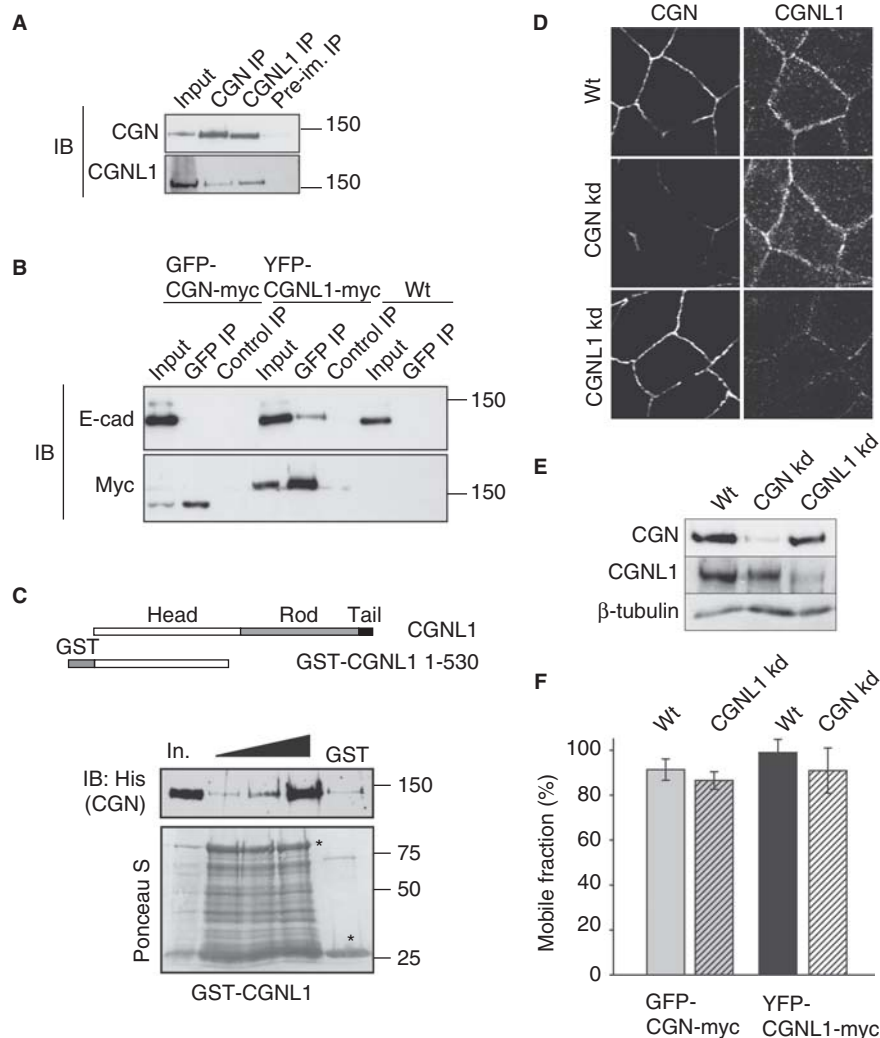 A
Input
CGN IP
CGNL1 IP
Pre-im. IP
IB
CGN
150
CGNL1
150
B
GFP-
CGN-myc
YFP-
CGNL1-myc
Wt
Input
GFP IP
Control IP
Input
GFP IP
Control IP
Input
GFP IP
IB
E-cad
150
Myc
150
C
Head
Rod
Tail
CGNL1
GST
GST-CGNL1 1-530
In.
GST
IB: His
(CGN)
150
Ponceau S
*
75
50
*
25
GST-CGNL1
D
CGN
CGNL1
Wt
CGN kd
CGNL1 kd
E
Wt
CGN kd
CGNL1 kd
CGN
CGNL1
β-tubulin
F
Wt
CGNL1 kd
Wt
CGN kd
Mobile fraction (%)
100
80
60
40
20
0
GFP-
CGN-myc
YFP-
CGNL1-myc